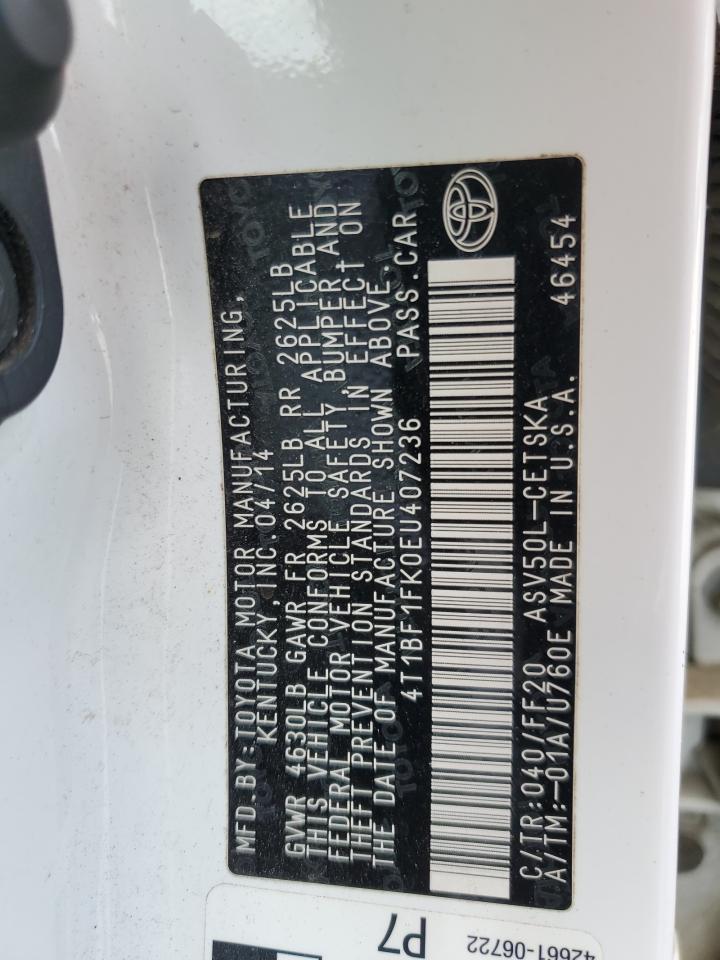 MFD.BY:TOYOTA MOTOR MANUFACTURING,
KENTUCKY, INC.04/14
GVWR 4630LB GAWR FR 2625LB RR 2625LB
THIS VEHICLE CONFORMS TO ALL APPLICABLE
FEDERAL MOTOR VEHICLE SAFETY, BUMPER, AND
THEFT PREVENTION STANDARDS IN EFFECT ON
THE DATE OF MANUFACTURE SHOWN ABOVE.
4T1BF1FK0EU407236 PASS.CAR
C/TR:040/FF20 ASV50L-CETSKA
A/TM:-01A/U760E MADE IN U.S.A. 46454
P7
42661-06722